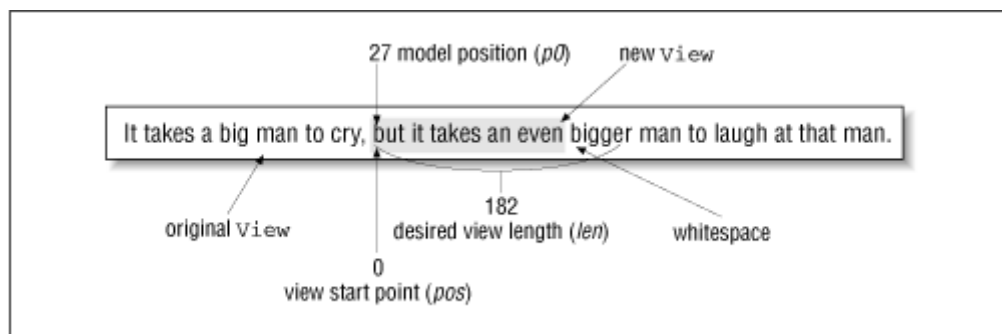 27 model position (p0)
new View
It takes a big man to cry, but it takes an even bigger man to laugh at that man.
original View
182
desired view length (len)
whitespace
0
view start point (pos)